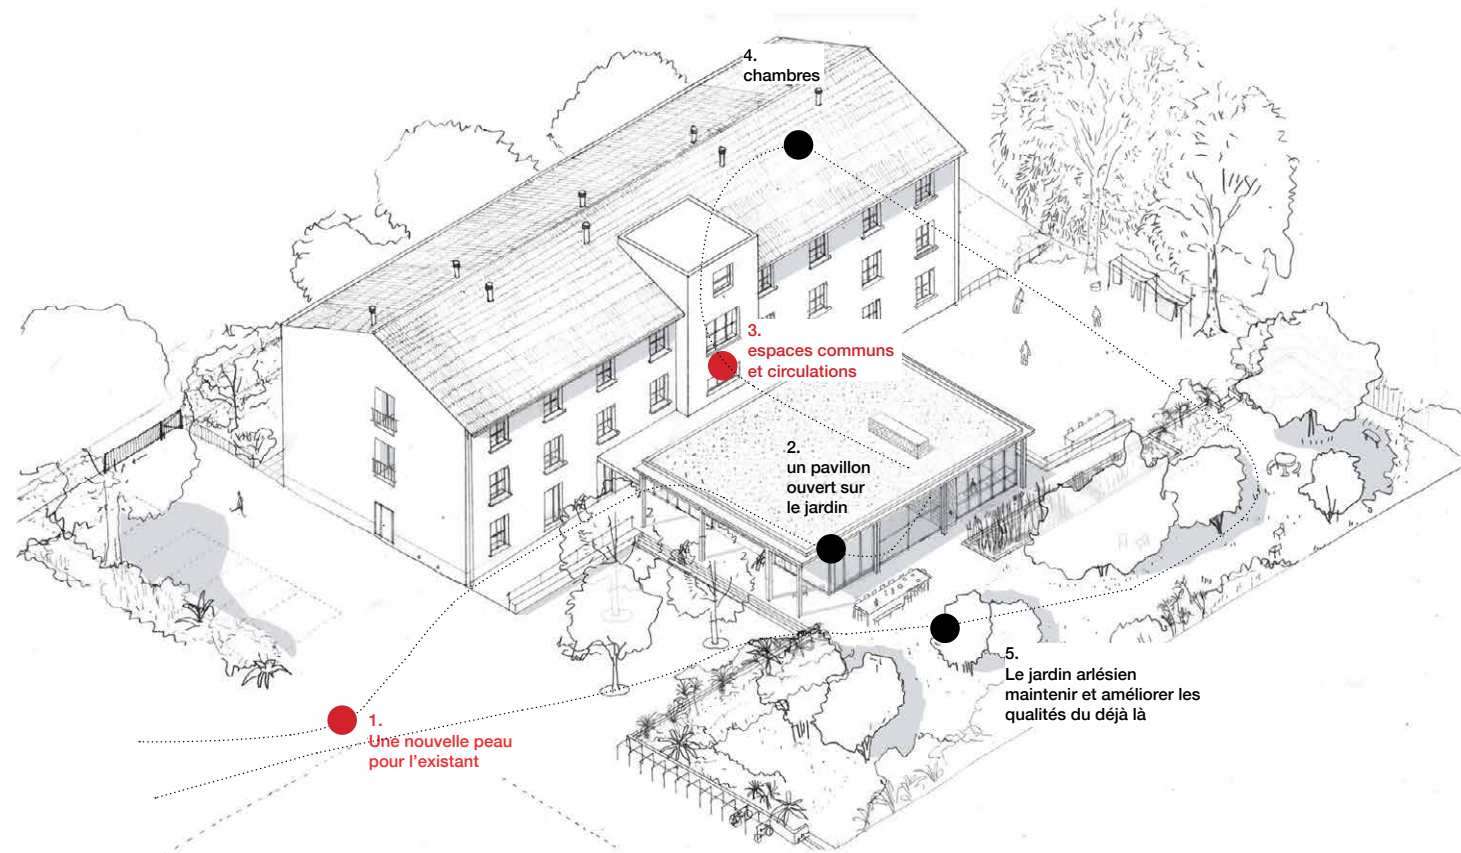 4.
chambres
3.
espaces communs
et circulations
2.
un pavillon
ouvert sur
le jardin
5.
Le jardin arlésien
maintenir et améliorer les
qualités du déjà là
1.
Une nouvelle peau
pour l'existant